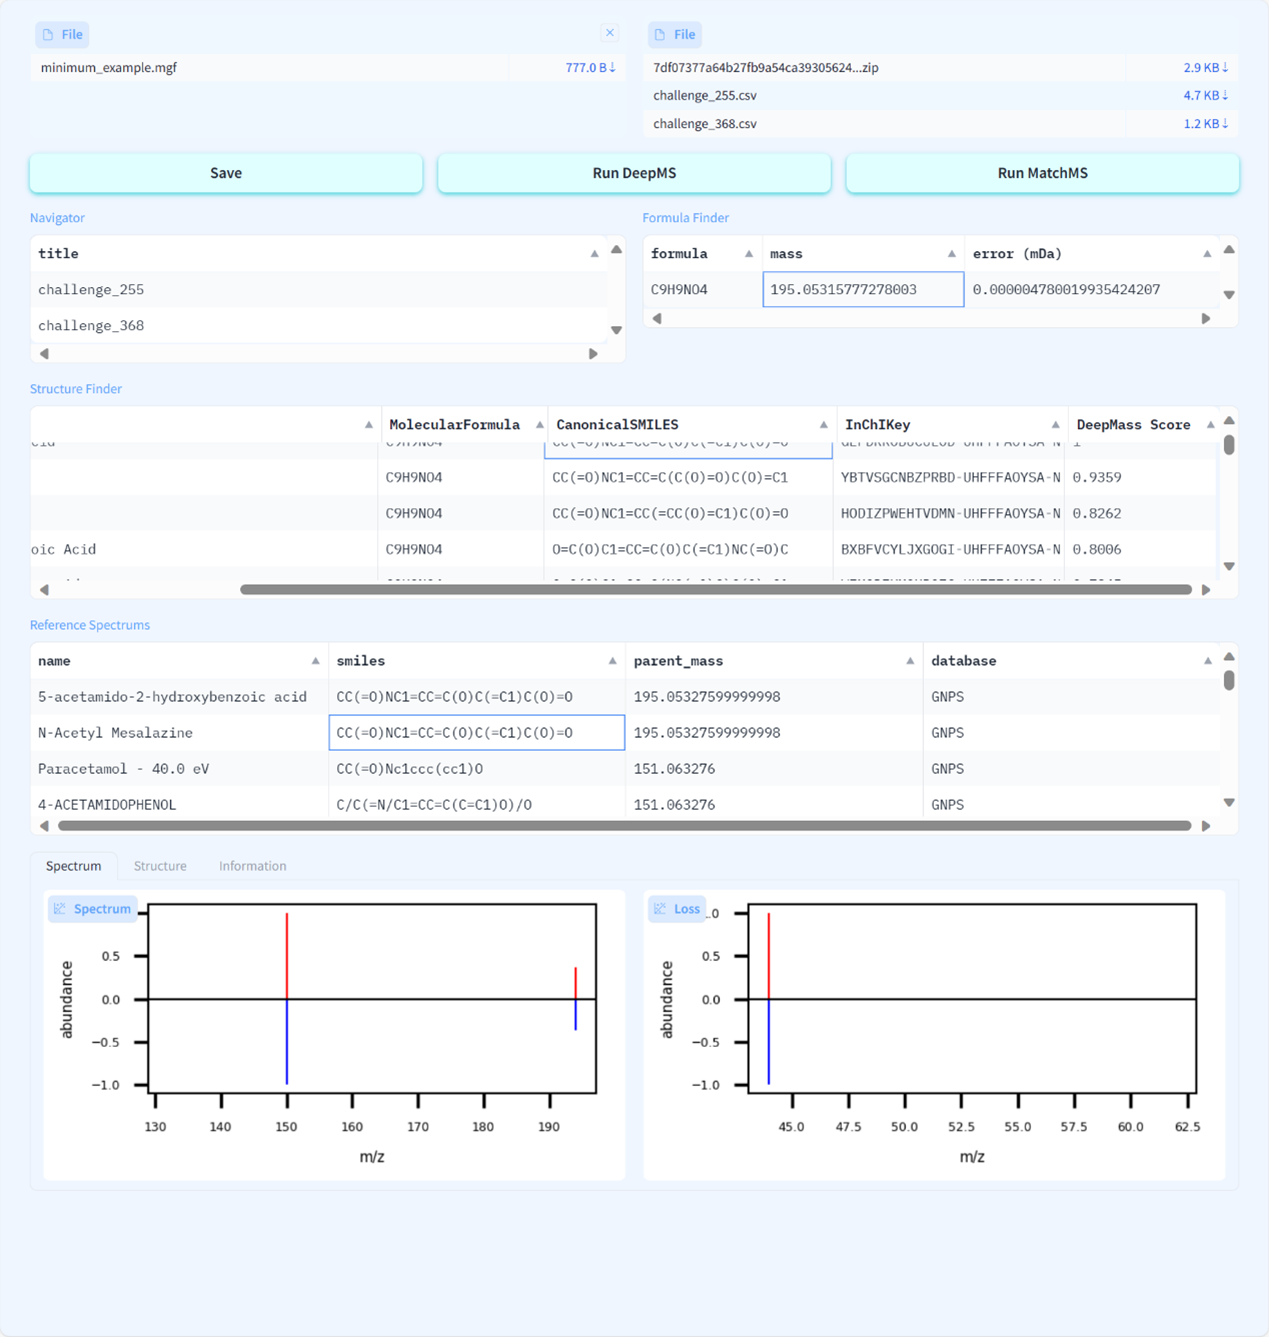 File
minimum_example.mgf 777.0 B↓
File
7df07377a64b27fb9a54ca39305624...zip 2.9 KB↓
challenge_255.csv 4.7 KB↓
challenge_368.csv 1.2 KB↓
Save Run DeepMS Run MatchMS
Navigator
title
challenge_255
challenge_368
Formula Finder
formula mass error (mDa)
C9H9NO4 195.05315777278003 0.000004780019935424207
Structure Finder
MolecularFormula CanonicalSMILES InChIKey DeepMass Score
C9H9NO4 CC(=O)NC1=CC=C(C(O)=O)C(O)=C1 YBTVSGCNBZPRBD-UHFFFAOYSA-N 0.9359
C9H9NO4 CC(=O)NC1=CC(=CC(O)=C1)C(O)=O HODIZPWEHTVDMN-UHFFFAOYSA-N 0.8262
oic Acid C9H9NO4 O=C(O)C1=CC=C(O)C(=C1)NC(=O)C BXBFVCYLJXGOGI-UHFFFAOYSA-N 0.8006
Reference Spectrums
name smiles parent_mass database
5-acetamido-2-hydroxybenzoic acid CC(=O)NC1=CC=C(O)C(=C1)C(O)=O 195.05327599999998 GNPS
N-Acetyl Mesalazine CC(=O)NC1=CC=C(O)C(=C1)C(O)=O 195.05327599999998 GNPS
Paracetamol - 40.0 eV CC(=O)Nc1ccc(cc1)O 151.063276 GNPS
4-ACETAMIDOPHENOL C/C(=N/C1=CC=C(C=C1)O)/O 151.063276 GNPS
Spectrum Structure Information
Spectrum
abundance
0.5
0.0
−0.5
−1.0
130 140 150 160 170 180 190
m/z
Loss
.0
abundance
0.5
0.0
−0.5
−1.0
45.0 47.5 50.0 52.5 55.0 57.5 60.0 62.5
m/z